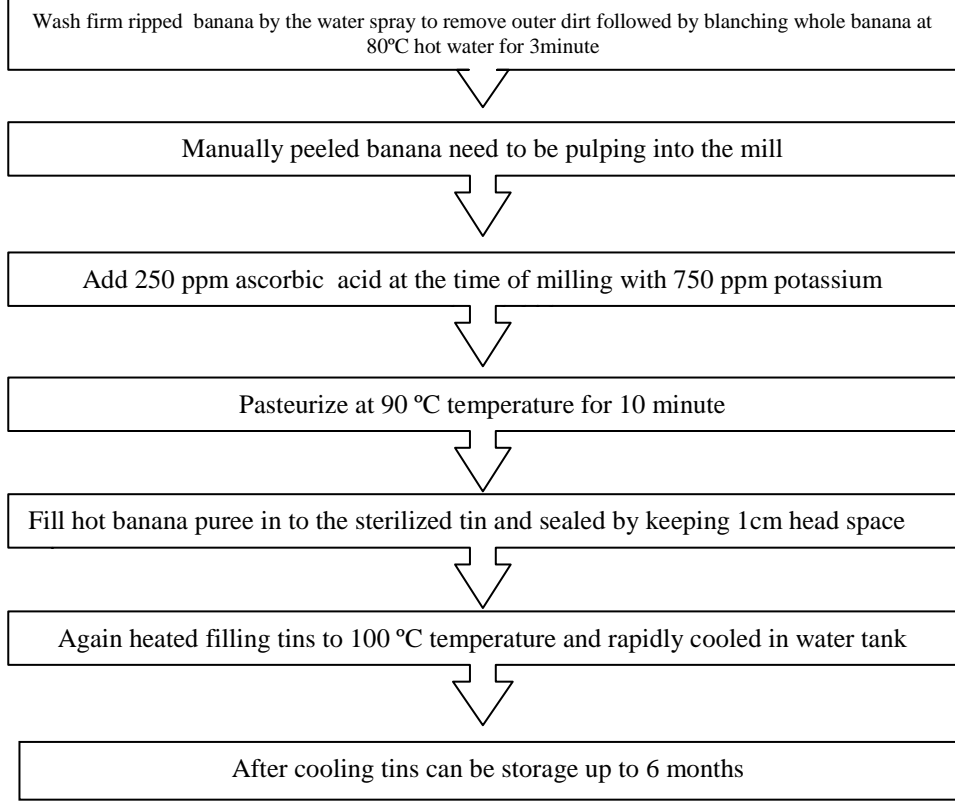 Wash firm ripped banana by the water spray to remove outer dirt followed by blanching whole banana at
80ºC hot water for 3minute
Manually peeled banana need to be pulping into the mill
Add 250 ppm ascorbic acid at the time of milling with 750 ppm potassium
Pasteurize at 90 ºC temperature for 10 minute
Fill hot banana puree in to the sterilized tin and sealed by keeping 1cm head space
Again heated filling tins to 100 ºC temperature and rapidly cooled in water tank
After cooling tins can be storage up to 6 months